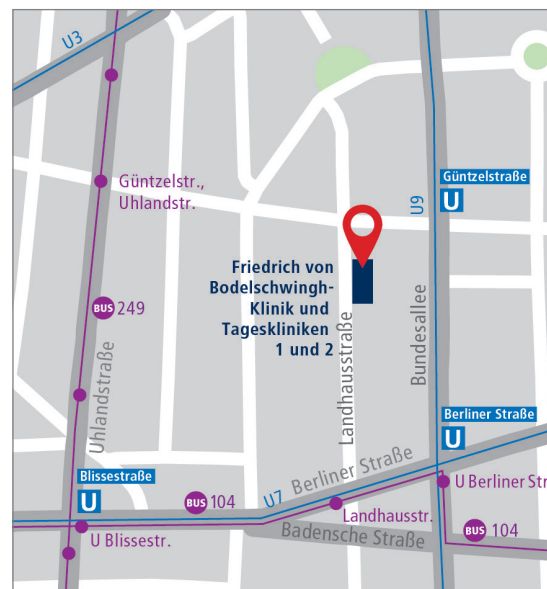 U3
Güntzelstraße
U
Güntzelstr.,
Uhlandstr.
U9
Friedrich von
Bodelschwingh-
Klinik und
Tageskliniken
1 und 2
BUS 249
Uhlandstraße
Landhausstraße
Bundesallee
Berliner Straße
U
Blissestraße
U
Berliner Straße
U Berliner Str
BUS 104
U7
Landhausstr.
U Blissestr.
Badensche Straße
BUS 104